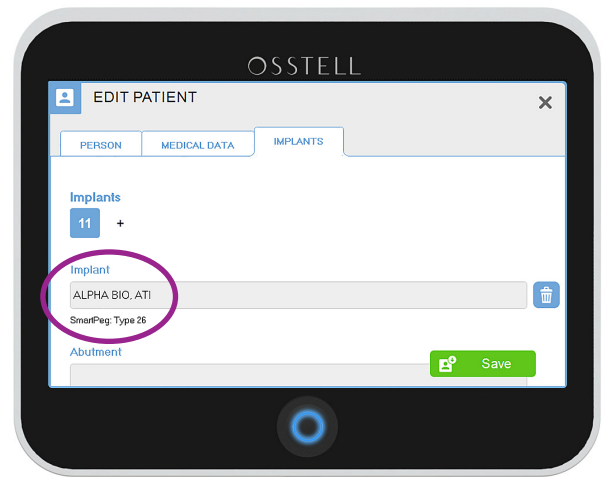 OSSTELL
EDIT PATIENT
PERSON
MEDICAL DATA
IMPLANTS
Implants
11 +
Implant
ALPHA BIO, ATI
SmartPeg: Type 26
Abutment
Save